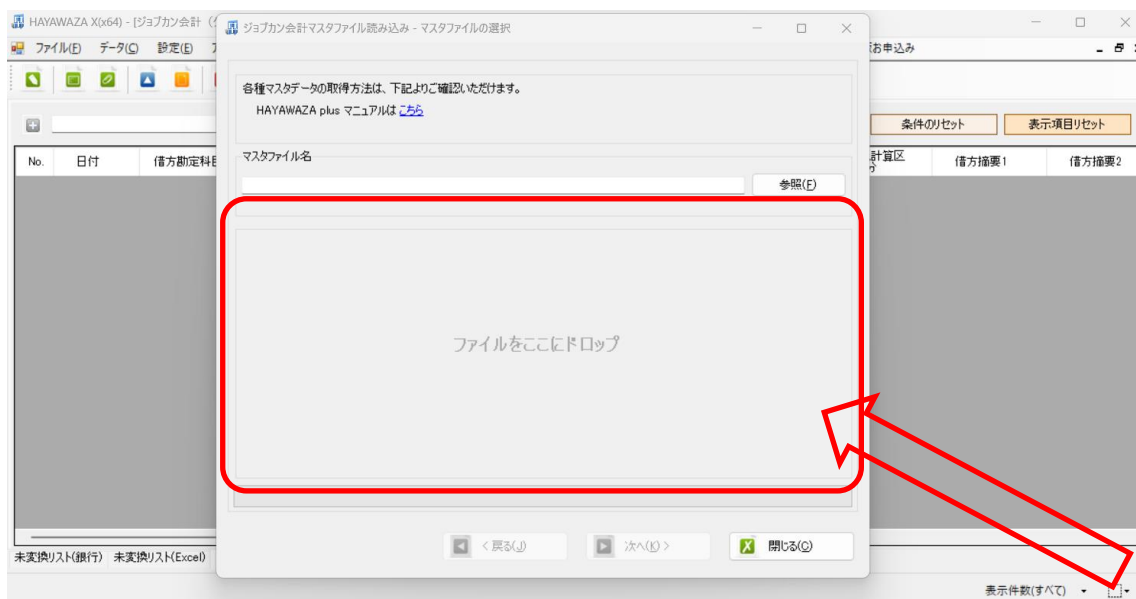 HAYAWAZA X(x64) - [ジョブカン会計
ジョブカン会計マスタファイル読み込み - マスタファイルの選択
ファイル(F) データ(C) 設定(E)
お申込み
各種マスタデータの取得方法は、下記よりご確認いただけます。
HAYAWAZA plus マニュアルは こちら
条件のリセット 表示項目リセット
マスタファイル名
No. 日付 借方勘定科目
計算区分 借方摘要1 借方摘要2
参照(F)
ファイルをここにドロップ
< 戻る(J) 次へ(K) > 閉じる(C)
未変換リスト(銀行) 未変換リスト(Excel)
表示件数(すべて)